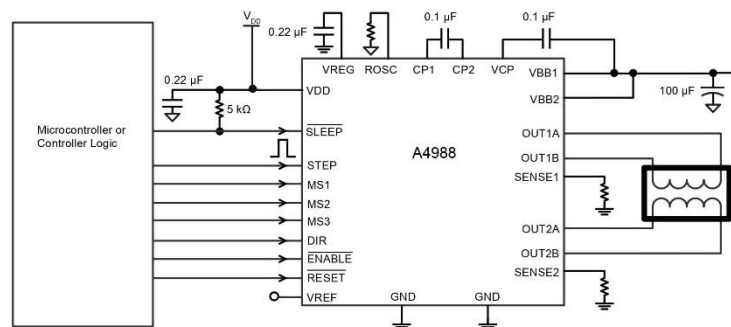 V_DD
0.22 µF
0.1 µF
0.1 µF
0.22 µF
5 kΩ
VREG
ROSC
CP1
CP2
VCP
VDD
VBB1
VBB2
100 µF
Microcontroller or
Controller Logic
SLEEP
A4988
OUT1A
OUT1B
SENSE1
STEP
MS1
MS2
MS3
DIR
ENABLE
RESET
VREF
OUT2A
OUT2B
SENSE2
GND
GND